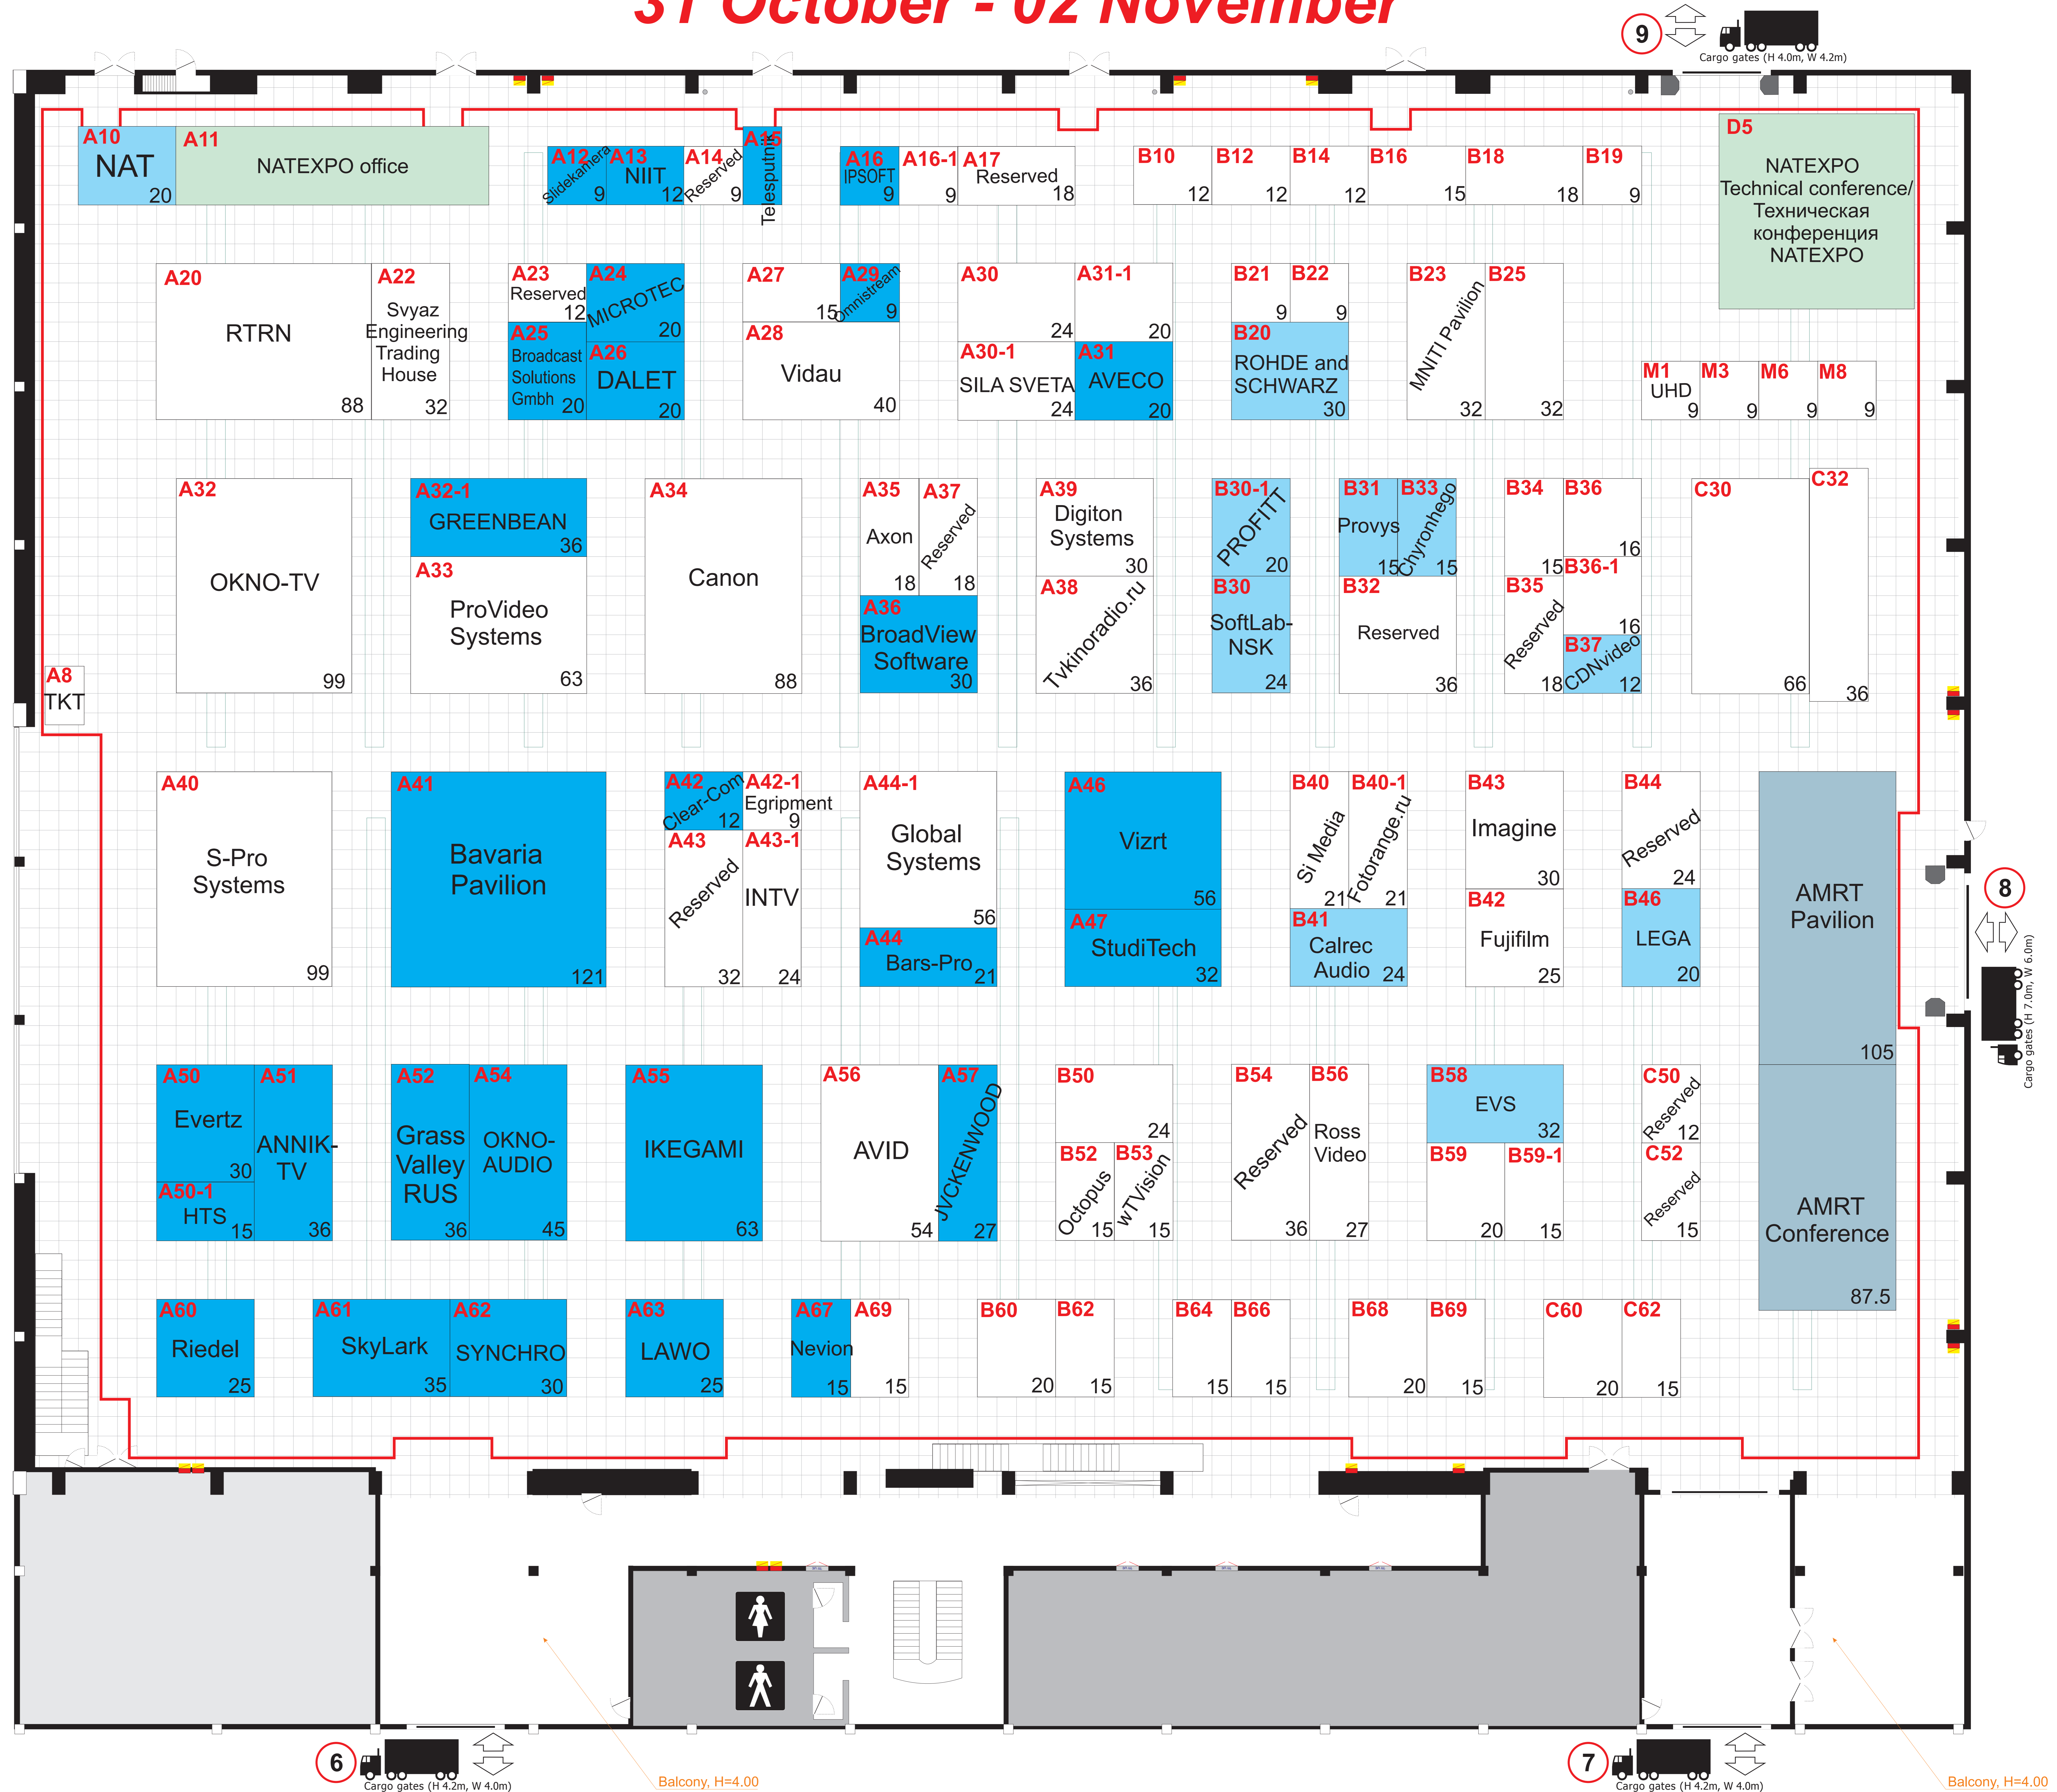 31 October - 02 November
9
Cargo gates (H 4.0m, W 4.2m)
A10
NAT
20
A11
NATEXPO office
A12
Slidekamera
9
A13
NIIT
12
A14
Reserved
9
A15
Telesputnik
A16
IPSOFT
9
A16-1
9
A17
Reserved
18
B10
12
B12
12
B14
12
B16
15
B18
18
B19
9
D5
NATEXPO
Technical conference/
Техническая
конференция
NATEXPO
A20
RTRN
88
A22
Svyaz
Engineering
Trading
House
32
A23
Reserved
12
A24
MICROTEC
20
A25
Broadcast
Solutions
Gmbh
20
A26
DALET
20
A27
15
A29
Omnistream
9
A28
Vidau
40
A30
24
A31-1
20
A30-1
SILA SVETA
24
A31
AVECO
20
B21
9
B22
9
B20
ROHDE and
SCHWARZ
30
B23
MNITI Pavilion
32
B25
32
M1
UHD
9
M3
9
M6
9
M8
9
A32
OKNO-TV
99
A32-1
GREENBEAN
36
A33
ProVideo
Systems
63
A34
Canon
88
A35
Axon
18
A37
Reserved
18
A36
BroadView
Software
30
A39
Digiton
Systems
30
A38
Tvkinoradio.ru
36
B30-1
PROFITT
20
B30
SoftLab-
NSK
24
B31
Provys
15
B33
Chyronhego
15
B32
Reserved
36
B34
15
B35
Reserved
18
B36
16
B36-1
16
B37
CDNvideo
12
C30
66
C32
36
A8
TKT
A40
S-Pro
Systems
99
A41
Bavaria
Pavilion
121
A42
Clear-Com
12
A42-1
Egripment
9
A43
Reserved
32
A43-1
INTV
24
A44-1
Global
Systems
56
A44
Bars-Pro
21
A46
Vizrt
56
A47
StudiTech
32
B40
Si Media
21
B40-1
Fotorange.ru
21
B41
Calrec
Audio
24
B43
Imagine
30
B42
Fujifilm
25
B44
Reserved
24
B46
LEGA
20
AMRT
Pavilion
105
8
Cargo gates (H 7.0m, W 6.0m)
A50
Evertz
30
A50-1
HTS
15
A51
ANNIK-
TV
36
A52
Grass
Valley
RUS
36
A54
OKNO-
AUDIO
45
A55
IKEGAMI
63
A56
AVID
54
A57
JVCKENWOOD
27
B50
24
B52
Octopus
15
B53
wTVision
15
B54
Reserved
36
B56
Ross
Video
27
B58
EVS
32
B59
20
B59-1
15
C50
Reserved
12
C52
Reserved
15
AMRT
Conference
87.5
A60
Riedel
25
A61
SkyLark
35
A62
SYNCHRO
30
A63
LAWO
25
A67
Nevion
15
A69
15
B60
20
B62
15
B64
15
B66
15
B68
20
B69
15
C60
20
C62
15
6
Cargo gates (H 4.2m, W 4.0m)
Balcony, H=4.00
7
Cargo gates (H 4.2m, W 4.0m)
Balcony, H=4.00